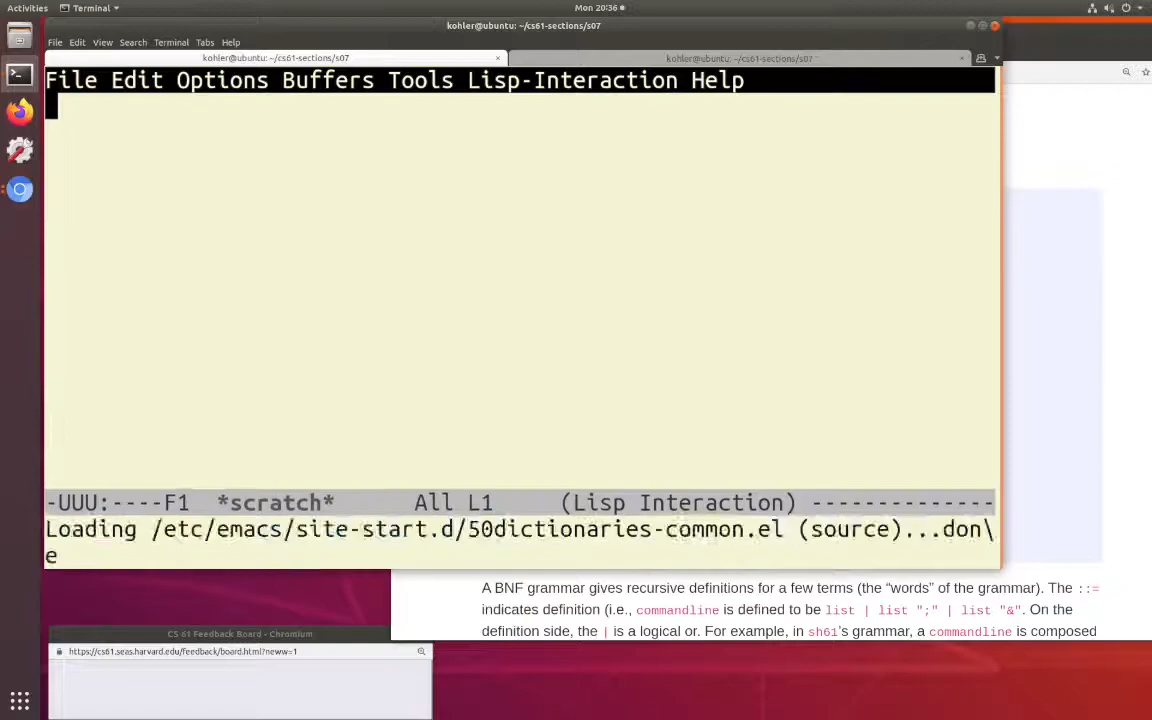 Activities Terminal Mon 20:36
kohler@ubuntu: ~/cs61-sections/s07
File Edit View Search Terminal Tabs Help
kohler@ubuntu: ~/cs61-sections/s07 × kohler@ubuntu: ~/cs61-sections/s07 ×
File Edit Options Buffers Tools Lisp-Interaction Help
-UUU:----F1 *scratch* All L1 (Lisp Interaction) --------------
Loading /etc/emacs/site-start.d/50dictionaries-common.el (source)...don\
e
A BNF grammar gives recursive definitions for a few terms (the “words” of the grammar). The ::=
indicates definition (i.e., commandline is defined to be list | list ";" | list "&". On the
definition side, the | is a logical or. For example, in sh61's grammar, a commandline is composed
CS 61 Feedback Board - Chromium
https://cs61.seas.harvard.edu/feedback/board.html?neww=1